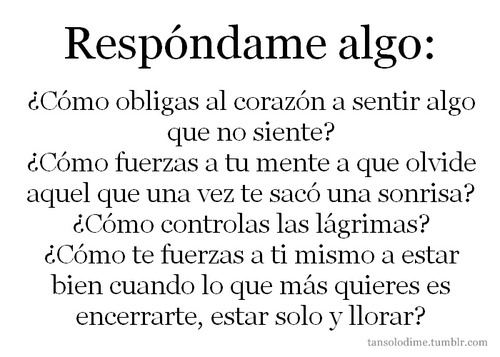 Respóndame algo:
¿Cómo obligas al corazón a sentir algo
que no siente?
¿Cómo fuerzas a tu mente a que olvide
aquel que una vez te sacó una sonrisa?
¿Cómo controlas las lágrimas?
¿Cómo te fuerzas a ti mismo a estar
bien cuando lo que más quieres es
encerrarte, estar solo y llorar?
tansolodime.tumblr.com